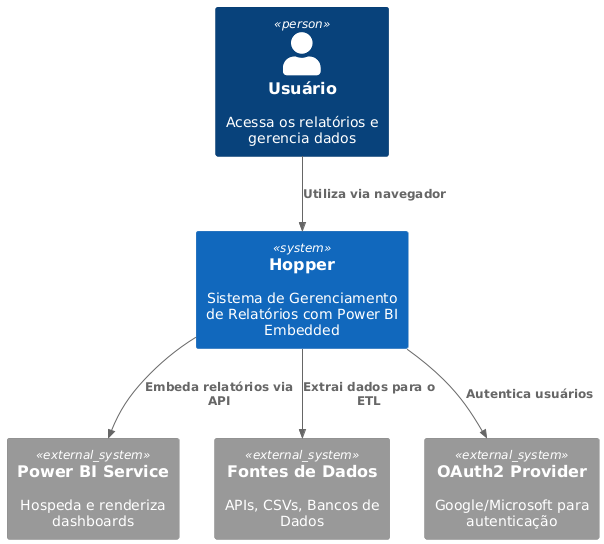 «person»
Usuário
Acessa os relatórios e
gerencia dados
Utiliza via navegador
«system»
Hopper
Sistema de Gerenciamento
de Relatórios com Power BI
Embedded
Embeda relatórios via
API
Extrai dados para o
ETL
Autentica usuários
«external_system»
Power BI Service
Hospeda e renderiza
dashboards
«external_system»
Fontes de Dados
APIs, CSVs, Bancos de
Dados
«external_system»
OAuth2 Provider
Google/Microsoft para
autenticação